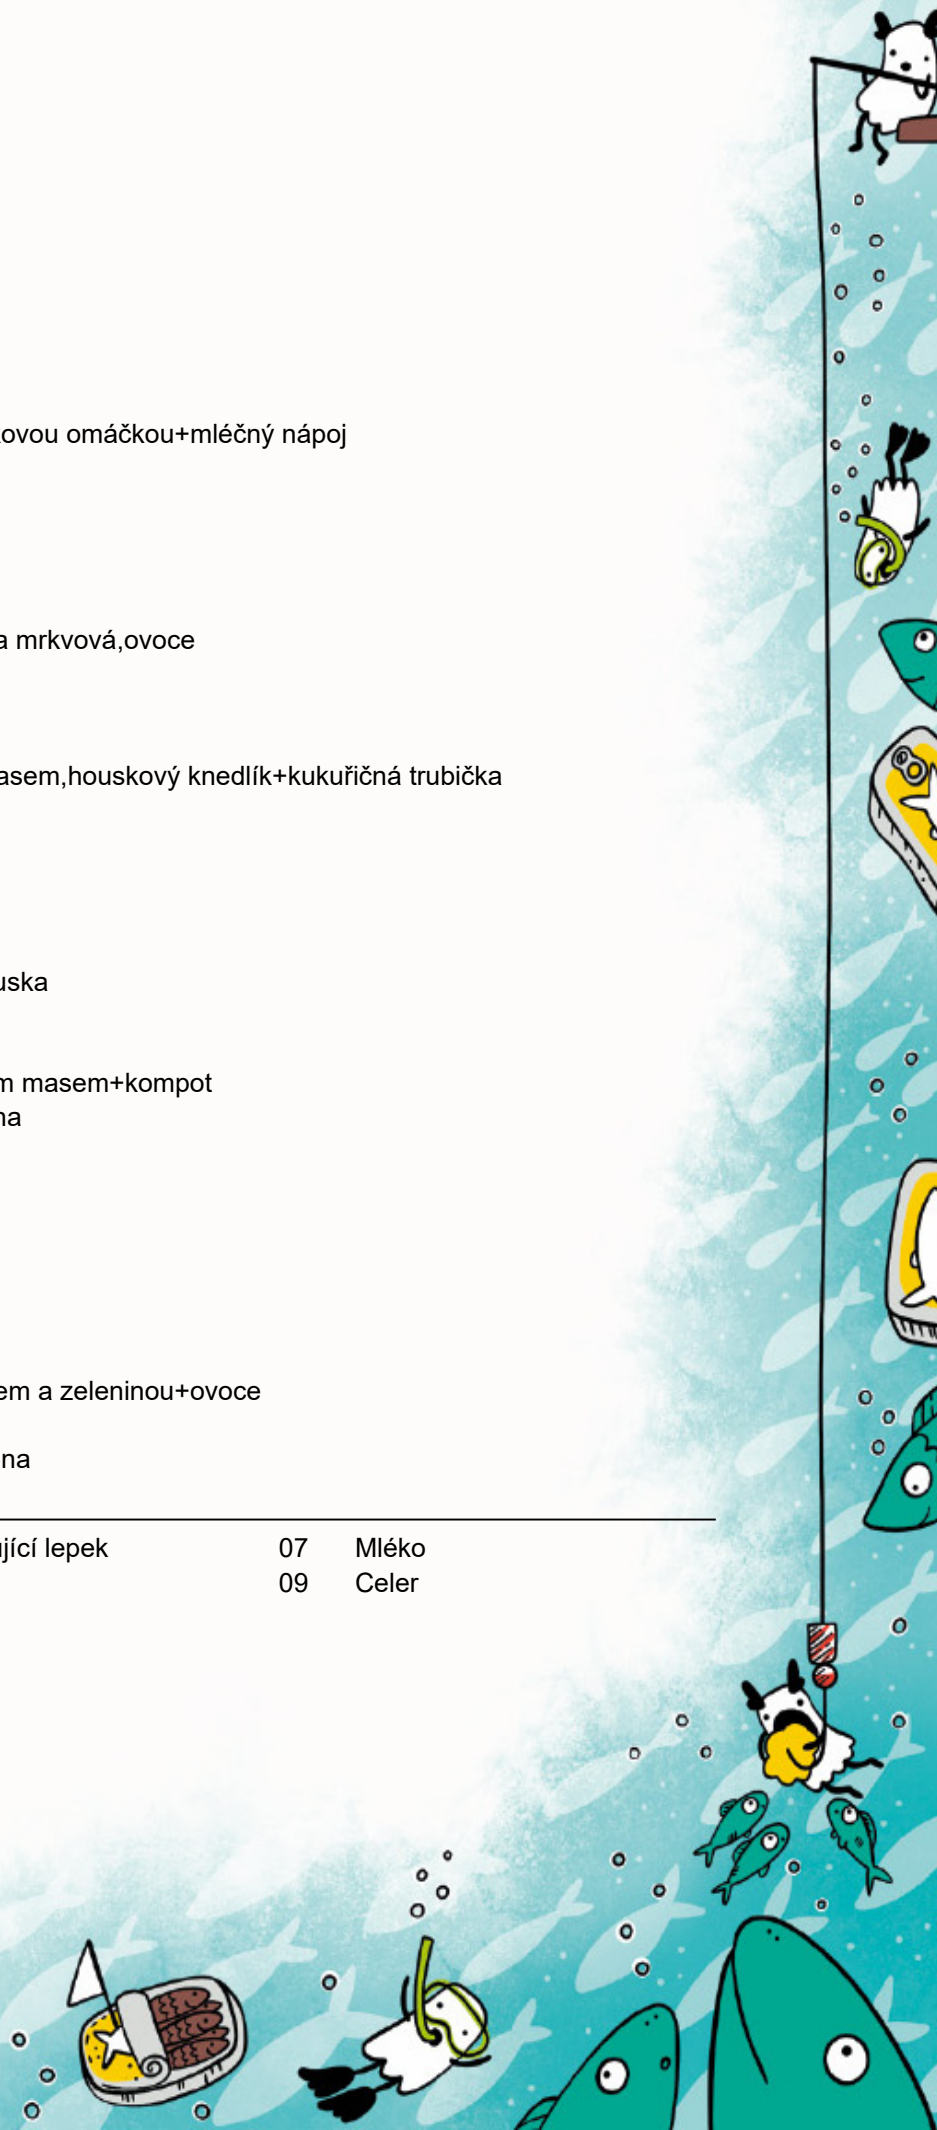 ovou omáčkou+mléčný nápoj
a mrkvová,ovoce
asem,houskový knedlík+kukuřičná trubička
uska
m masem+kompot
na
em a zeleninou+ovoce
na
jící lepek 07 Mléko
09 Celer